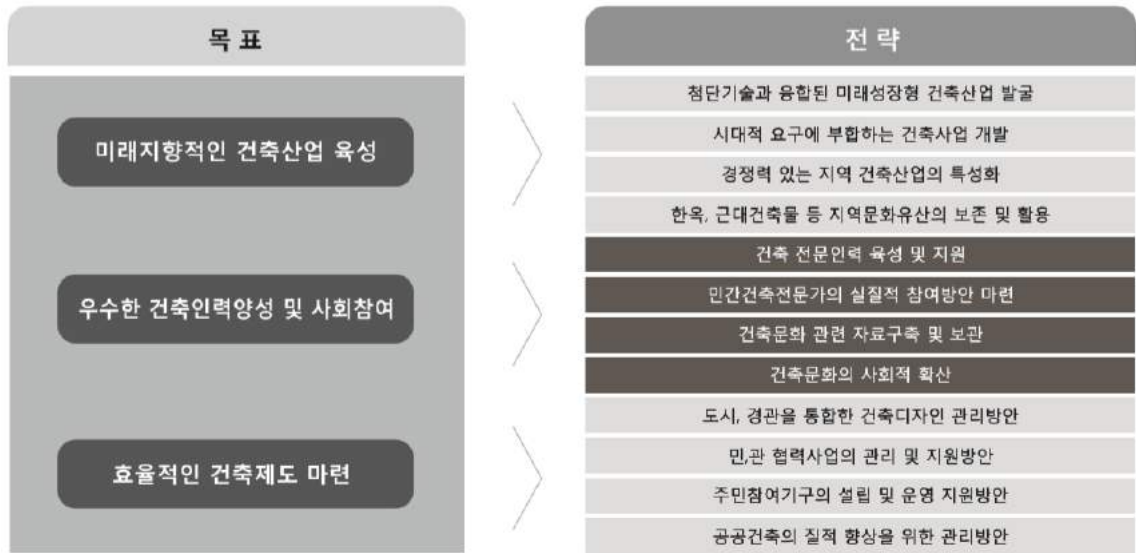 목 표
미래지향적인 건축산업 육성
우수한 건축인력양성 및 사회참여
효율적인 건축제도 마련
전 략
첨단기술과 융합된 미래성장형 건축산업 발굴
시대적 요구에 부합하는 건축사업 개발
경쟁력 있는 지역 건축산업의 특성화
한옥, 근대건축물 등 지역문화유산의 보존 및 활용
건축 전문인력 육성 및 지원
민간건축전문가의 실질적 참여방안 마련
건축문화 관련 자료구축 및 보관
건축문화의 사회적 확산
도시, 경관을 통합한 건축디자인 관리방안
민,관 협력사업의 관리 및 지원방안
주민참여기구의 설립 및 운영 지원방안
공공건축의 질적 향상을 위한 관리방안